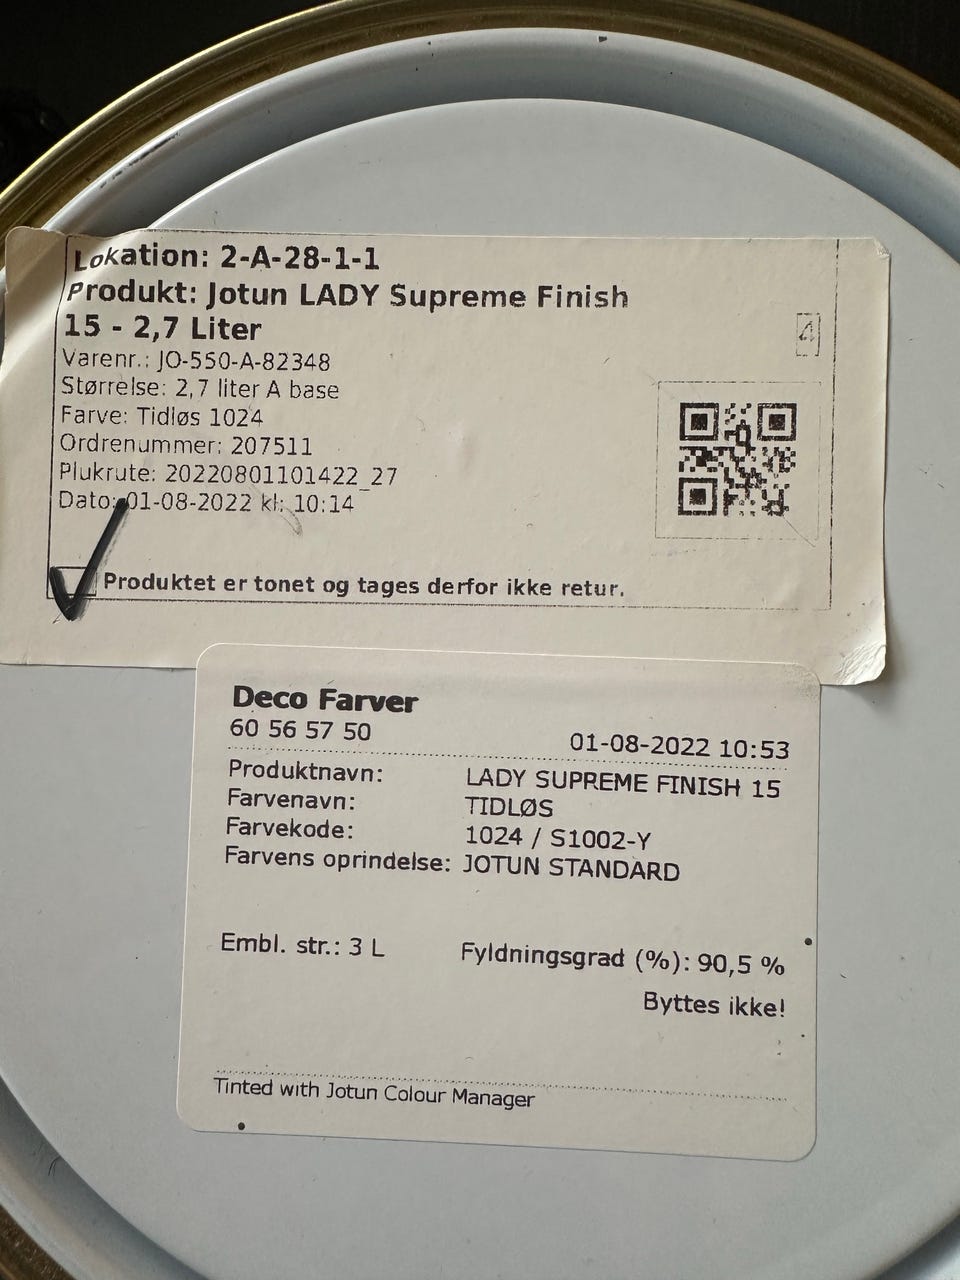 Lokation: 2-A-28-1-1
Produkt: Jotun LADY Supreme Finish
15 - 2,7 Liter
4
Varenr.: JO-550-A-82348
Størrelse: 2,7 liter A base
Farve: Tidløs 1024
Ordrenummer: 207511
Plukrute: 20220801101422_27
Dato: 01-08-2022 kl: 10:14
Produktet er tonet og tages derfor ikke retur.
Deco Farver
60 56 57 50
01-08-2022 10:53
Produktnavn: LADY SUPREME FINISH 15
Farvenavn: TIDLØS
Farvekode: 1024 / S1002-Y
Farvens oprindelse: JOTUN STANDARD
Embl. str.: 3 L Fyldningsgrad (%): 90,5 %
Byttes ikke!
Tinted with Jotun Colour Manager